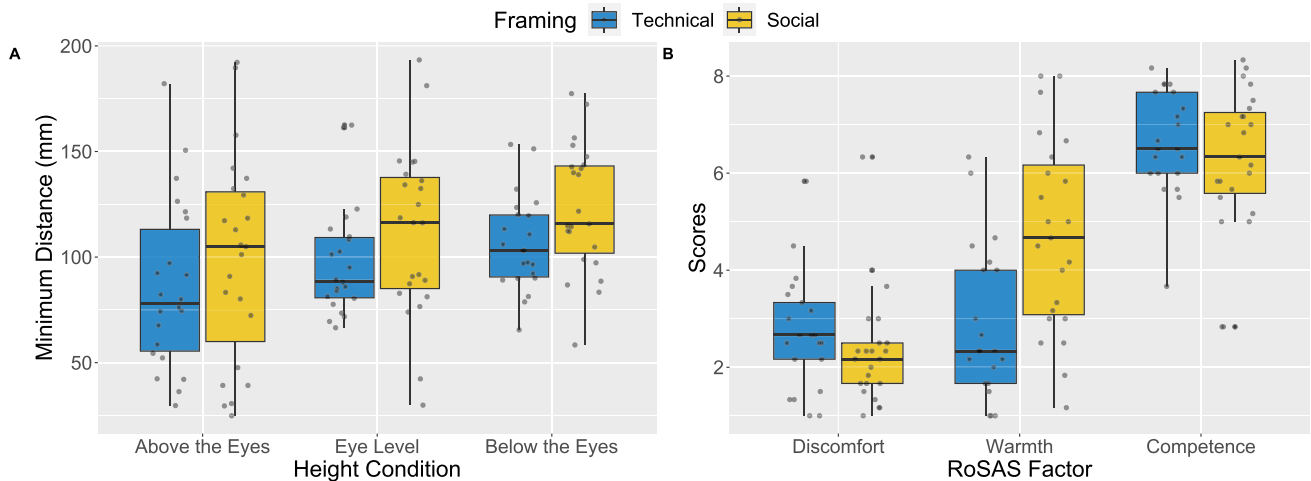 Framing Technical Social
A
B
200
150
100
50
Minimum Distance (mm)
Above the Eyes Eye Level Below the Eyes
Height Condition
8
6
4
2
Scores
Discomfort Warmth Competence
RoSAS Factor